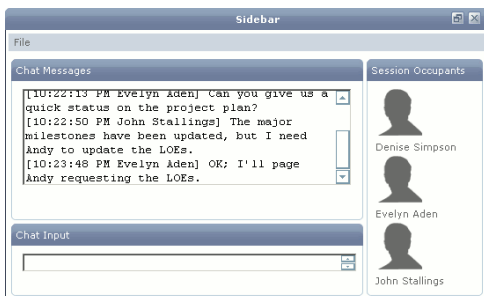 Sidebar
File
Chat Messages
[10:22:13 PM Evelyn Aden] Can you give us a
quick status on the project plan?
[10:22:50 PM John Stallings] The major
milestones have been updated, but I need
Andy to update the LOEs.
[10:23:48 PM Evelyn Aden] OK; I'll page
Andy requesting the LOEs.
Chat Input
Session Occupants
Denise Simpson
Evelyn Aden
John Stallings